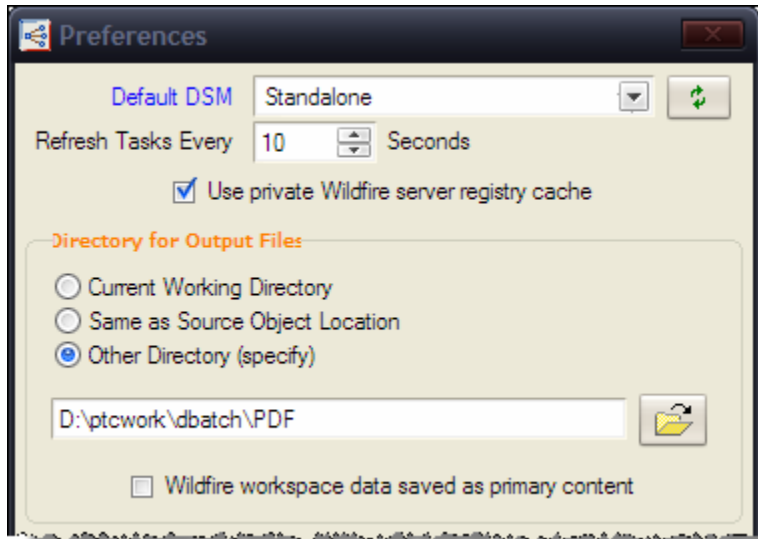 Preferences
Default DSM Standalone
Refresh Tasks Every 10 Seconds
Use private Wildfire server registry cache
Directory for Output Files
Current Working Directory
Same as Source Object Location
Other Directory (specify)
D:\ptcwork\dbatch\PDF
Wildfire workspace data saved as primary content